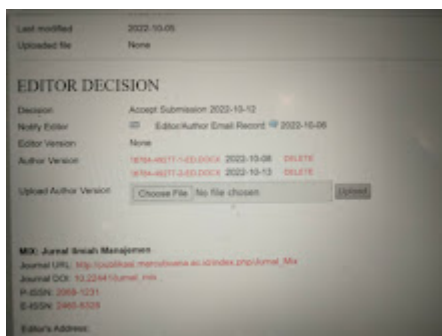 Last modified 2022-10-05
Uploaded file None
EDITOR DECISION
Decision Accept Submission 2022-10-12
Notify Editor Editor/Author Email Record 2022-10-06
Editor Version None
Author Version 2022-10-08 DELETE
2022-10-13 DELETE
Upload Author Version Choose File No file chosen Upload
MIX: Jurnal Ilmiah Manajemen
Journal URL:
Journal DOI:
P-ISSN:
E-ISSN: 2460-5328
Editor's Address: